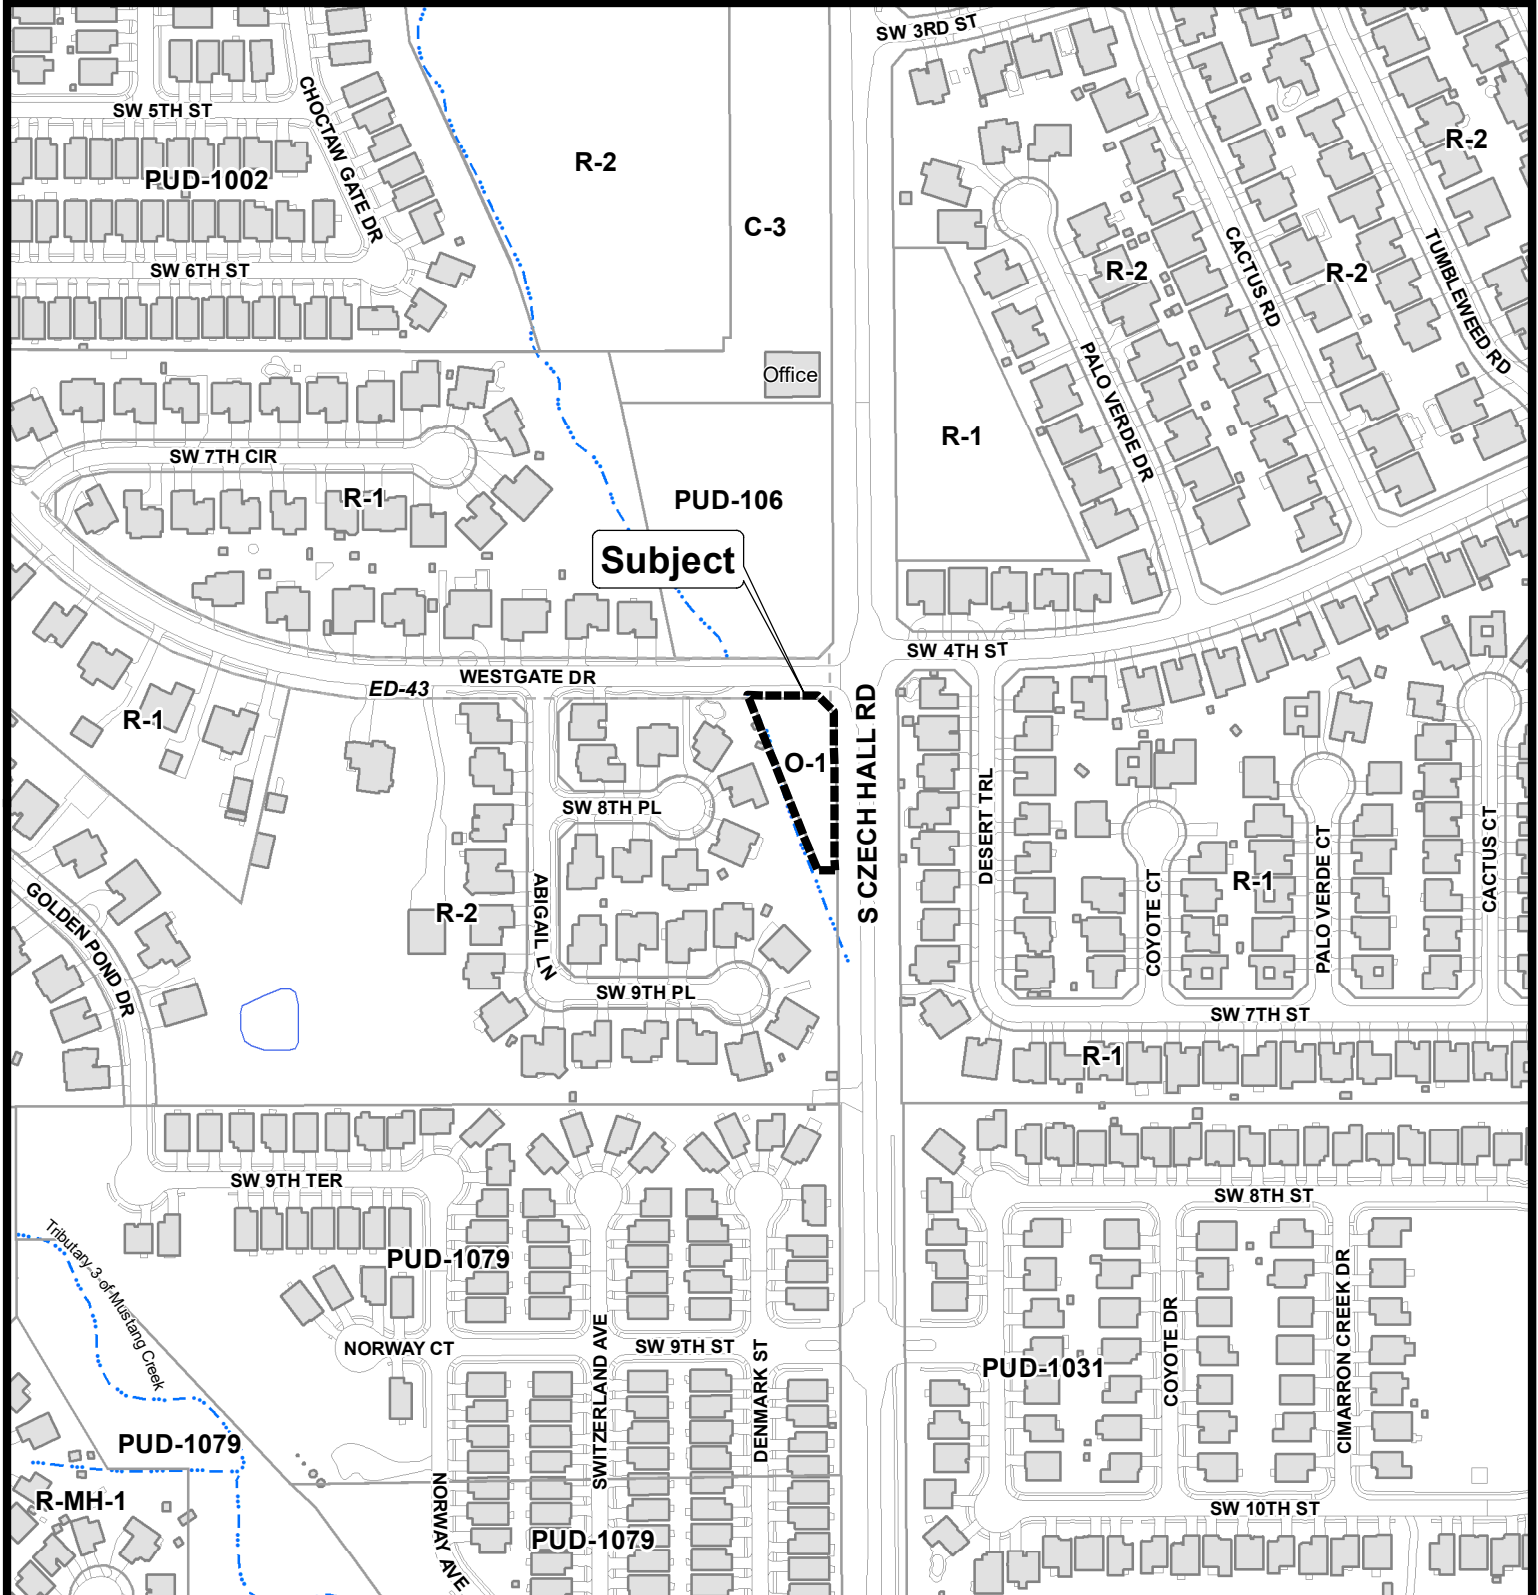 SW 3RD ST
SW 5TH ST
CHOCTAW GATE DR
R-2
R-2
PUD-1002
C-3
SW 6TH ST
R-2
CACTUS RD
R-2
TUMBLEWEED RD
PALO VERDE DR
Office
SW 7TH CIR
R-1
R-1
PUD-106
Subject
SW 4TH ST
WESTGATE DR
ED-43
R-1
S CZECH HALL RD
O-1
SW 8TH PL
DESERT TRL
R-1
COYOTE CT
PALO VERDE CT
CACTUS CT
GOLDEN POND DR
R-2
ABIGAIL LN
SW 9TH PL
SW 7TH ST
R-1
SW 9TH TER
SW 8TH ST
Tributary-3-of-Mustang Creek
PUD-1079
NORWAY CT
SWITZERLAND AVE
SW 9TH ST
DENMARK ST
PUD-1031
COYOTE DR
CIMARRON CREEK DR
PUD-1079
R-MH-1
NORWAY AVE
PUD-1079
SW 10TH ST